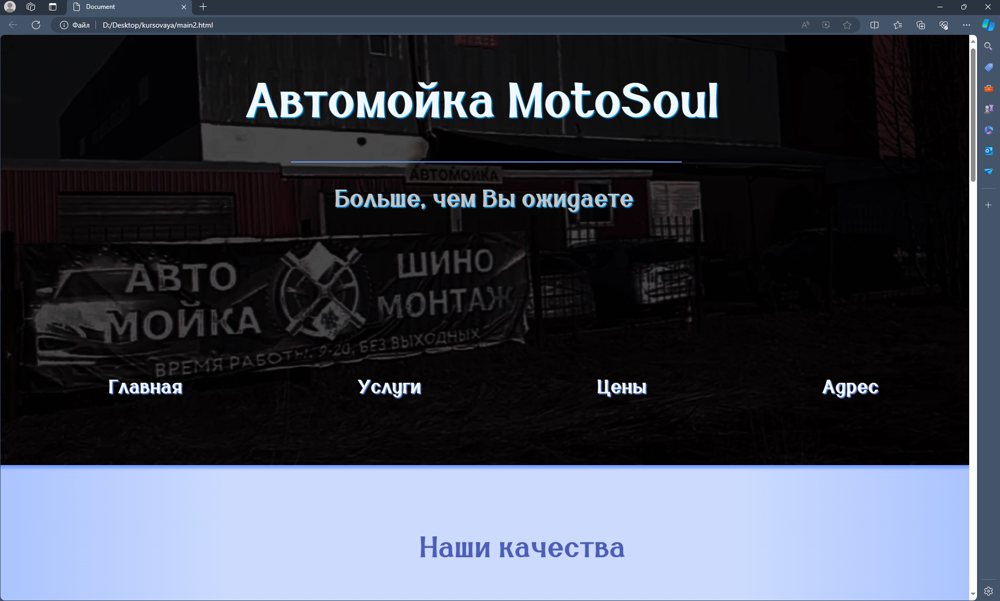 Document
Файл
D:/Desktop/kursovaya/main2.html
Автомойка MotoSoul
АВТОМОЙКА
Больше, чем Вы ожидаете
АВТО
МОЙКА
ШИНО
МОНТАЖ
ВРЕМЯ РАБОТЫ: 9-20, БЕЗ ВЫХОДНЫХ
Главная
Услуги
Цены
Адрес
Наши качества